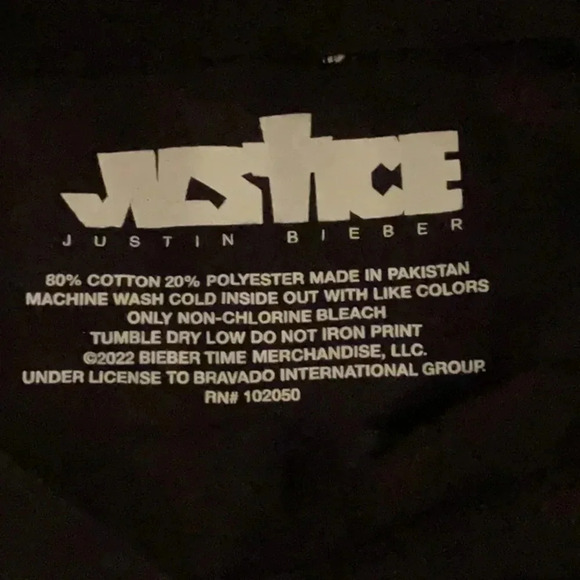 JUSTICE
JUSTIN BIEBER
80% COTTON 20% POLYESTER MADE IN PAKISTAN
MACHINE WASH COLD INSIDE OUT WITH LIKE COLORS
ONLY NON-CHLORINE BLEACH
TUMBLE DRY LOW DO NOT IRON PRINT
©2022 BIEBER TIME MERCHANDISE, LLC.
UNDER LICENSE TO BRAVADO INTERNATIONAL GROUP
RN# 102050